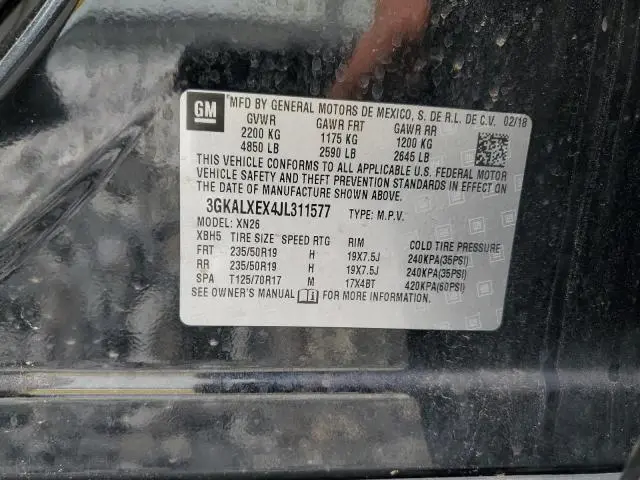 GM MFD BY GENERAL MOTORS DE MEXICO, S. DE R.L. DE C.V. 02/18
GVWR GAWR FRT GAWR RR
2200 KG 1175 KG 1200 KG
4850 LB 2590 LB 2645 LB
THIS VEHICLE CONFORMS TO ALL APPLICABLE U.S. FEDERAL MOTOR
VEHICLE SAFETY AND THEFT PREVENTION STANDARDS IN EFFECT ON
THE DATE OF MANUFACTURE SHOWN ABOVE.
3GKALXEX4JL311577 TYPE: M.P.V.
MODEL: XN26
XBH5 TIRE SIZE SPEED RTG RIM COLD TIRE PRESSURE
FRT 235/50R19 H 19X7.5J 240KPA(35PSI)
RR 235/50R19 H 19X7.5J 240KPA(35PSI)
SPA T125/70R17 M 17X4BT 420KPA(60PSI)
SEE OWNER'S MANUAL FOR MORE INFORMATION.